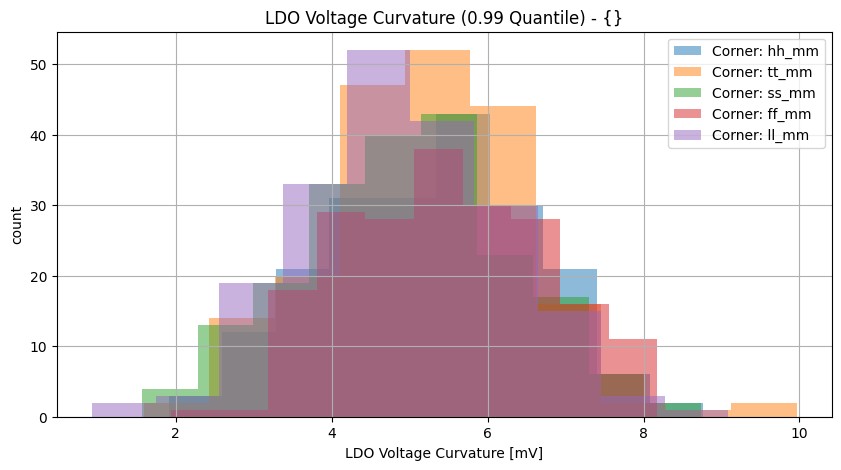 LDO Voltage Curvature (0.99 Quantile) - {}
Corner: hh_mm
Corner: tt_mm
Corner: ss_mm
Corner: ff_mm
Corner: ll_mm
50
40
30
20
10
0
count
2
4
6
8
10
LDO Voltage Curvature [mV]